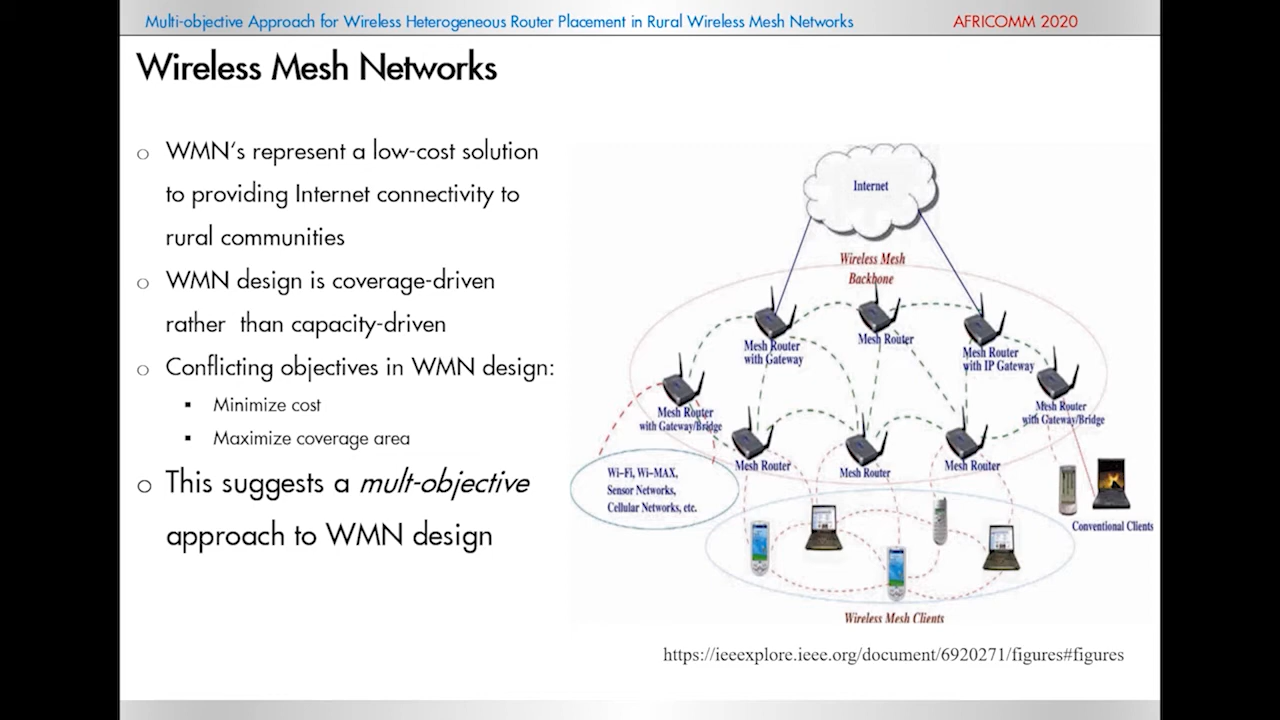 Multi-objective Approach for Wireless Heterogeneous Router Placement in Rural Wireless Mesh Networks
AFRICOMM 2020
Wireless Mesh Networks
WMN's represent a low-cost solution
to providing Internet connectivity to
rural communities
WMN design is coverage-driven
rather than capacity-driven
Conflicting objectives in WMN design:
Minimize cost
Maximize coverage area
This suggests a mult-objective
approach to WMN design
Internet
Wireless Mesh
Backbone
Mesh Router
with Gateway
Mesh Router
Mesh Router
with IP Gateway
Mesh Router
with Gateway/Bridge
Mesh Router
with Gateway/Bridge
Mesh Router
Mesh Router
Mesh Router
Wi-Fi, Wi-MAX,
Sensor Networks,
Cellular Networks, etc.
Conventional Clients
Wireless Mesh Clients
https://ieeexplore.ieee.org/document/6920271/figures#figures